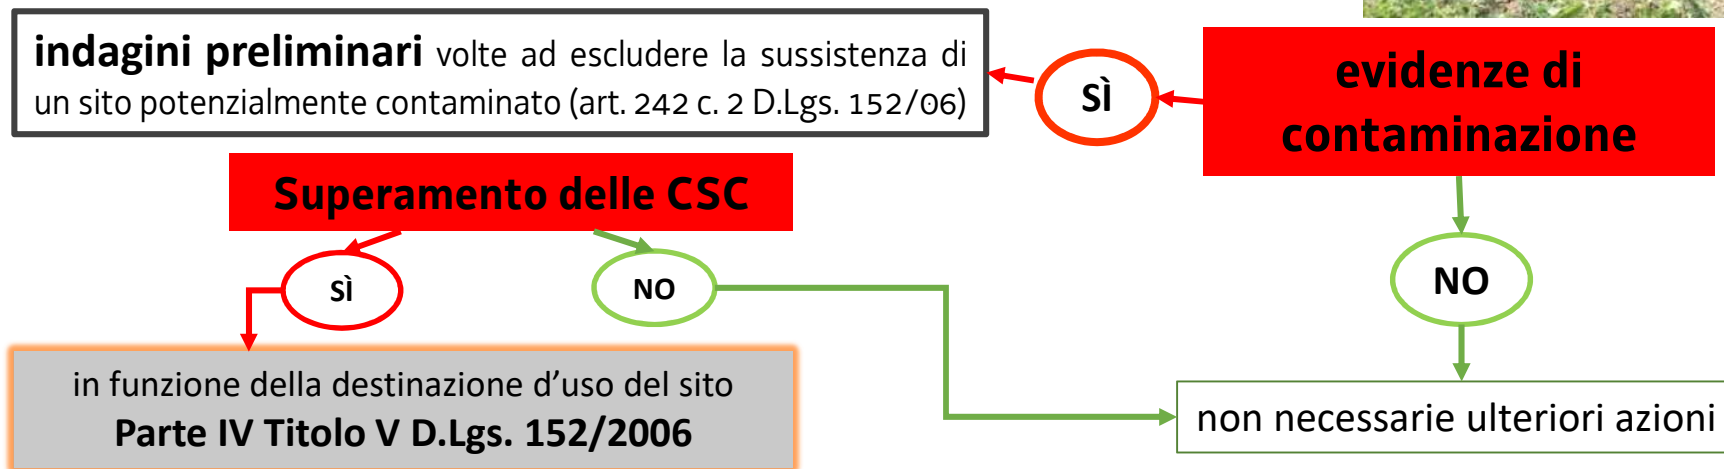 indagini preliminari volte ad escludere la sussistenza di
un sito potenzialmente contaminato (art. 242 c. 2 D.Lgs. 152/06)
SÌ
evidenze di
contaminazione
Superamento delle CSC
SÌ
NO
NO
in funzione della destinazione d’uso del sito
Parte IV Titolo V D.Lgs. 152/2006
non necessarie ulteriori azioni